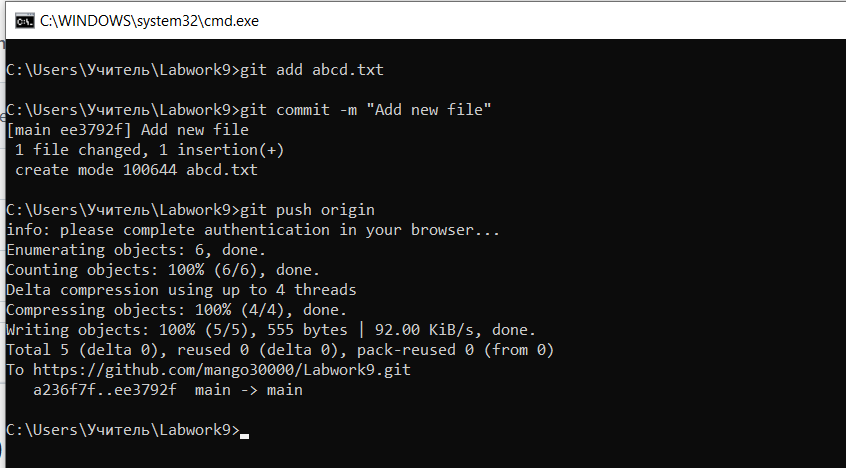 C:\WINDOWS\system32\cmd.exe
C:\Users\Учитель\Labwork9>git add abcd.txt
C:\Users\Учитель\Labwork9>git commit -m "Add new file"
[main ee3792f] Add new file
1 file changed, 1 insertion(+)
create mode 100644 abcd.txt
C:\Users\Учитель\Labwork9>git push origin
info: please complete authentication in your browser...
Enumerating objects: 6, done.
Counting objects: 100% (6/6), done.
Delta compression using up to 4 threads
Compressing objects: 100% (4/4), done.
Writing objects: 100% (5/5), 555 bytes | 92.00 KiB/s, done.
Total 5 (delta 0), reused 0 (delta 0), pack-reused 0 (from 0)
To https://github.com/mango30000/Labwork9.git
a236f7f..ee3792f  main -> main
C:\Users\Учитель\Labwork9>